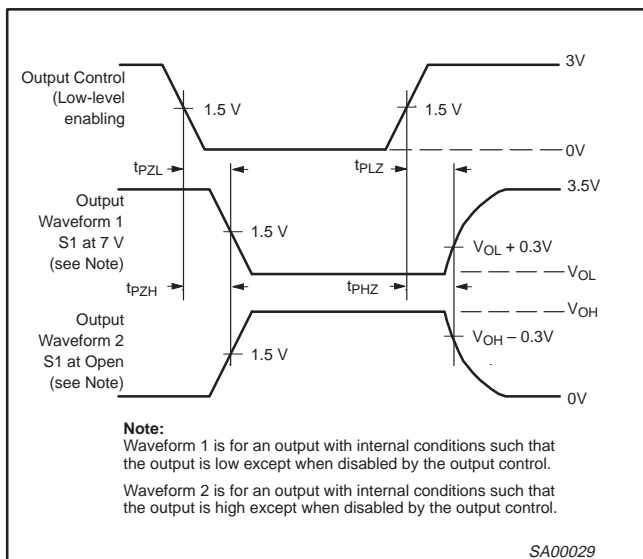 3V
Output Control
(Low-level
enabling
1.5 V
1.5 V
0V
tPZL
tPLZ
Output
Waveform 1
S1 at 7 V
(see Note)
3.5V
1.5 V
VOL + 0.3V
VOL
tPZH
tPHZ
VOH
Output
Waveform 2
S1 at Open
(see Note)
VOH – 0.3V
1.5 V
0V
Note:
Waveform 1 is for an output with internal conditions such that
the output is low except when disabled by the output control.
Waveform 2 is for an output with internal conditions such that
the output is high except when disabled by the output control.
SA00029